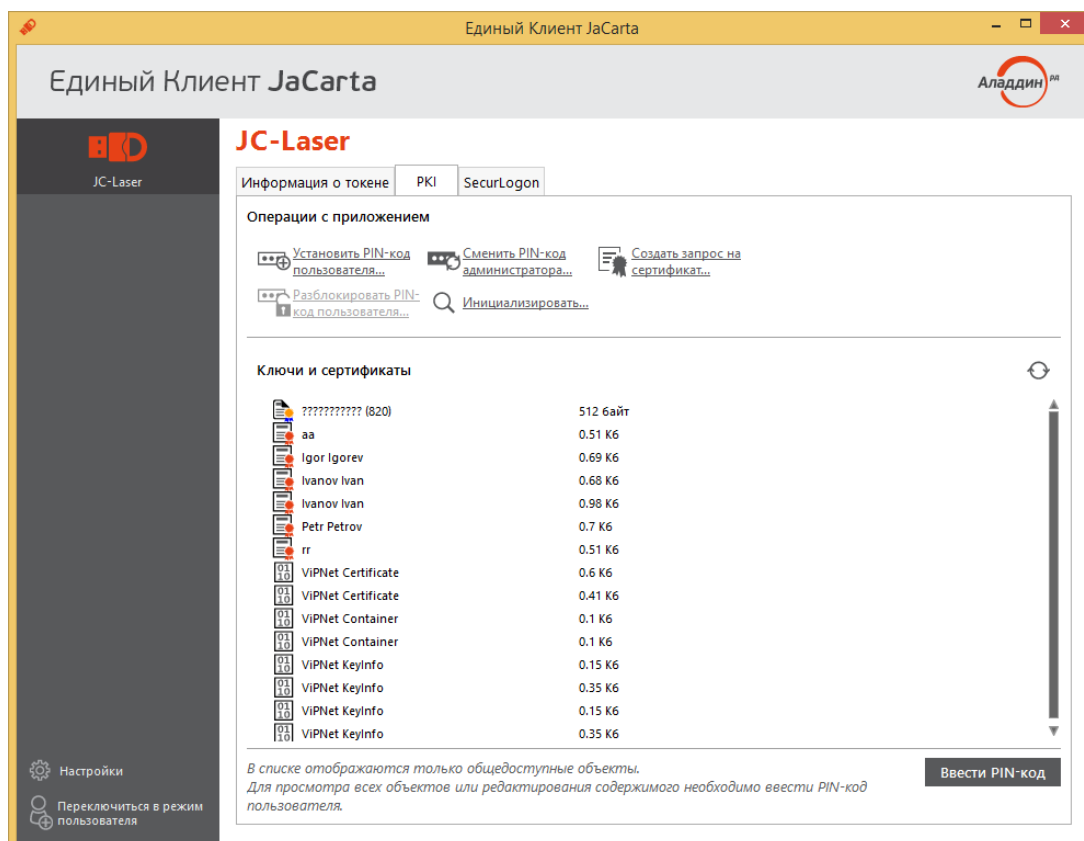 Единый Клиент JaCarta
Единый Клиент JaCarta
Аладдин РД
JC-Laser
JC-Laser
Информация о токене PKI SecurLogon
Операции с приложением
Установить PIN-код
пользователя...
Сменить PIN-код
администратора...
Создать запрос на
сертификат...
Разблокировать PIN-
код пользователя...
Инициализировать...
Ключи и сертификаты
??????????? (820) 512 байт
aa 0.51 Кб
Igor Igorev 0.69 Кб
Ivanov Ivan 0.68 Кб
Ivanov Ivan 0.98 Кб
Petr Petrov 0.7 Кб
rr 0.51 Кб
ViPNet Certificate 0.6 Кб
ViPNet Certificate 0.41 Кб
ViPNet Container 0.1 Кб
ViPNet Container 0.1 Кб
ViPNet KeyInfo 0.15 Кб
ViPNet KeyInfo 0.35 Кб
ViPNet KeyInfo 0.15 Кб
ViPNet KeyInfo 0.35 Кб
В списке отображаются только общедоступные объекты.
Для просмотра всех объектов или редактирования содержимого необходимо ввести PIN-код
пользователя.
Ввести PIN-код
Настройки
Переключиться в режим
пользователя